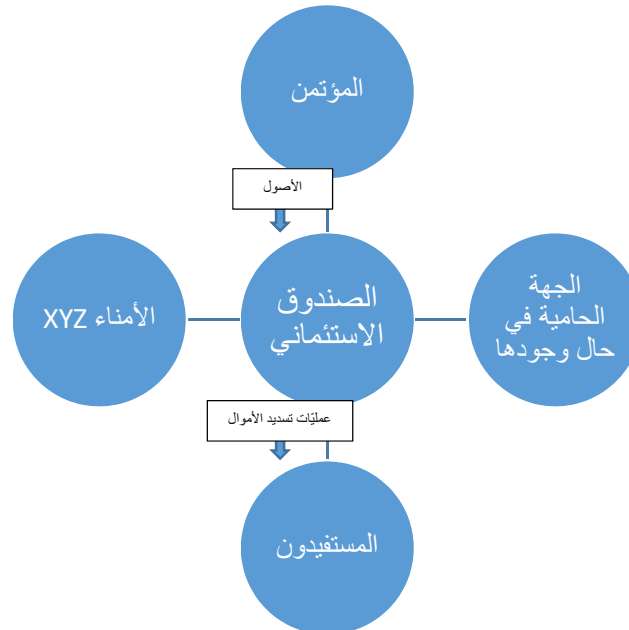 المؤتمن
الأصول
الجهة
الحامية في
حال وجودها
الصندوق
الاستئماني
الأمناء XYZ
عمليّات تسديد الأموال
المستفيدون